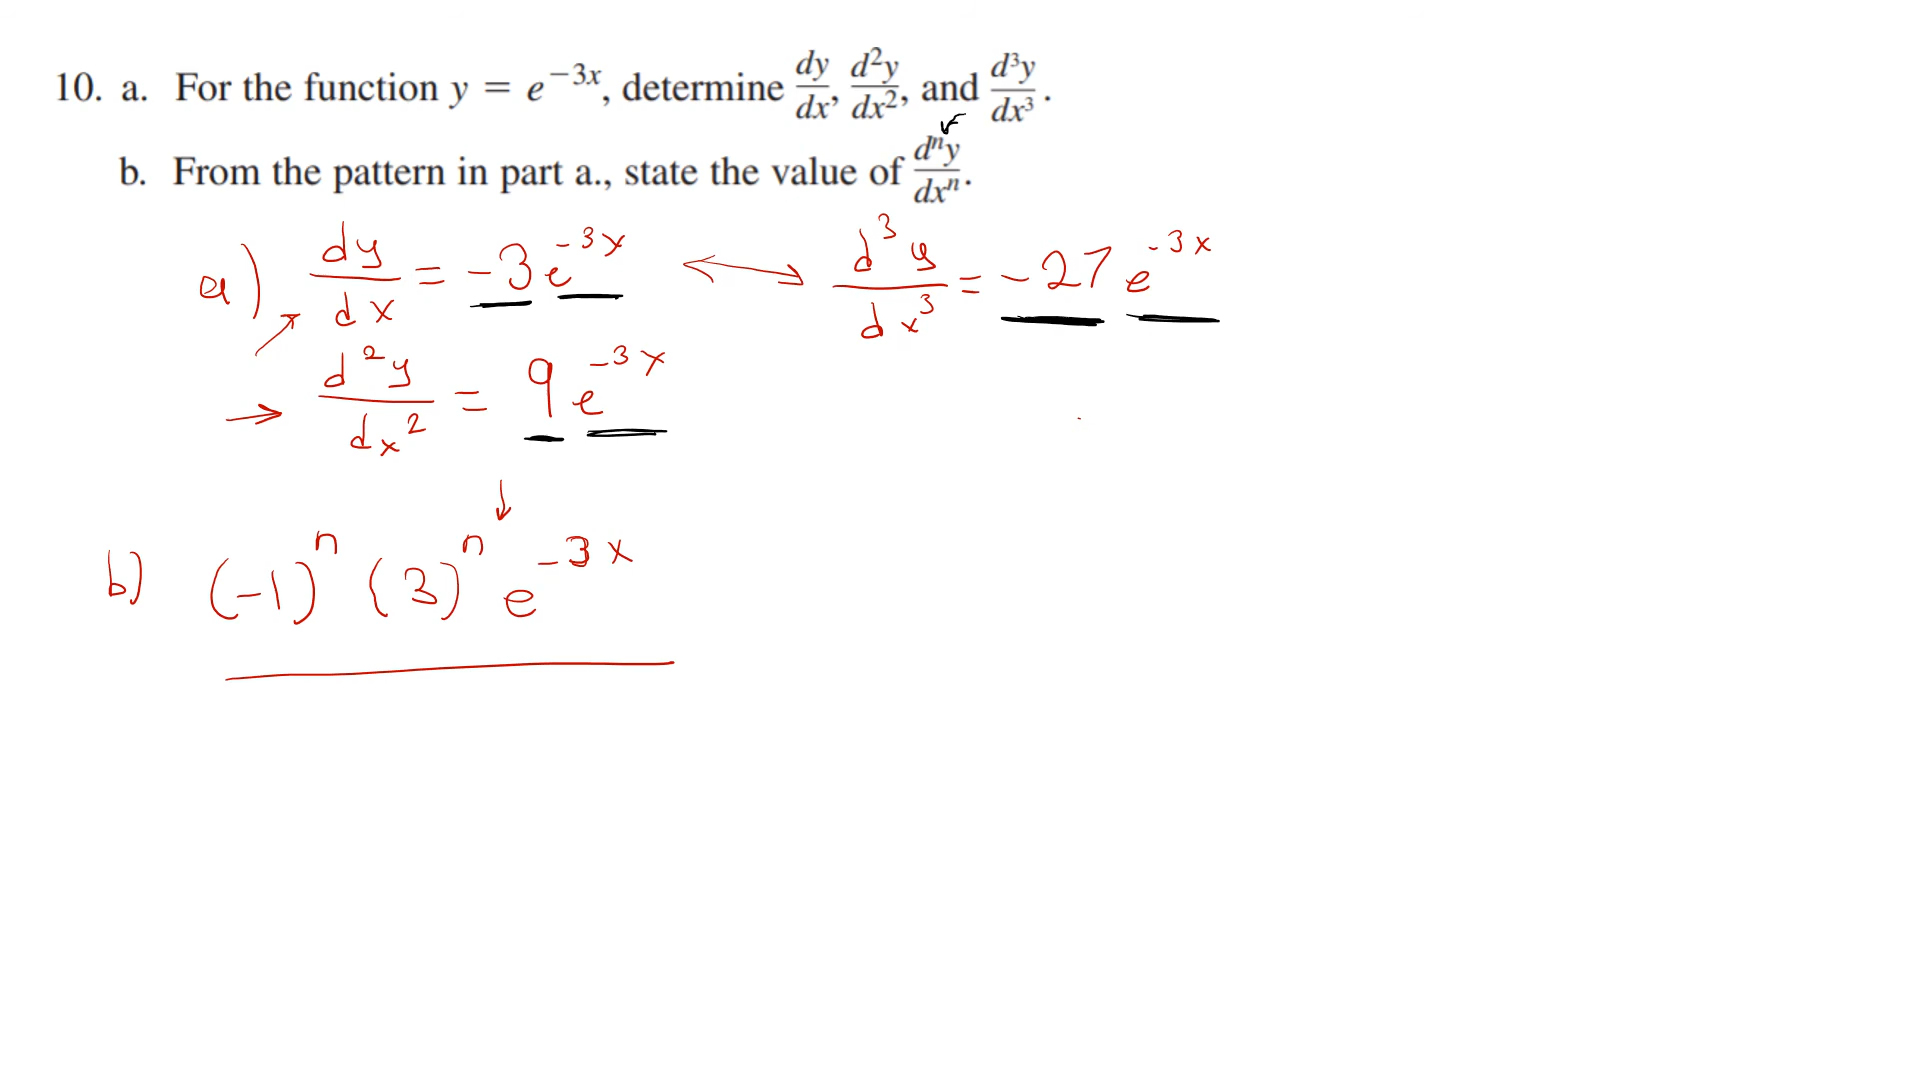 10. a. For the function y = e^{-3x}, determine dy/dx, d²y/dx², and d³y/dx³.
b. From the pattern in part a., state the value of dⁿy/dxⁿ.
a) dy/dx = -3e^{-3x} ↔ d³y/dx³ = -27e^{-3x}
→ d²y/dx² = 9e^{-3x}
b) (-1)ⁿ (3)ⁿ e^{-3x}